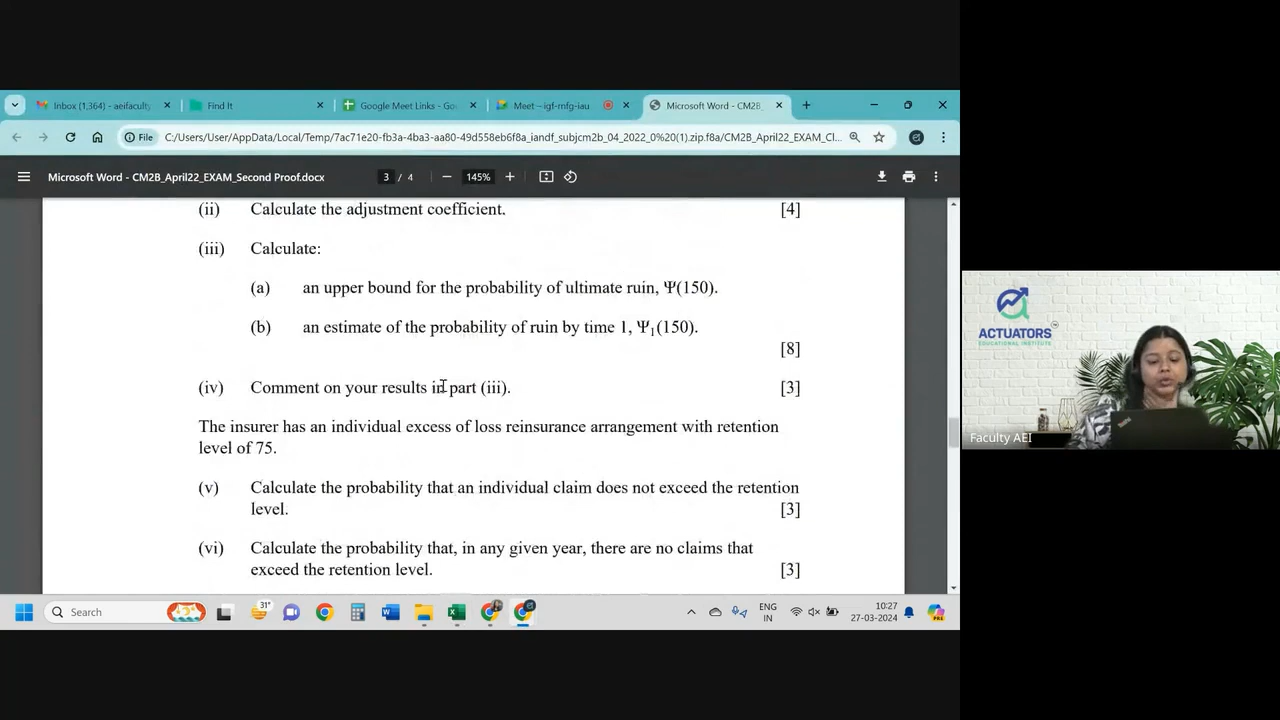 Inbox (1,364) - aeifaculty
Find It
Google Meet Links - Go
Meet – igf-mfg-iau
Microsoft Word - CM2B_
File
C:/Users/User/AppData/Local/Temp/7ac71e20-fb3a-4ba3-aa80-49d558eb6f8a_iandf_subjcm2b_04_2022_0%20(1).zip.f8a/CM2B_April22_EXAM_Cl...
Microsoft Word - CM2B_April22_EXAM_Second Proof.docx
3 / 4
145%
(ii) Calculate the adjustment coefficient. [4]
(iii) Calculate:
(a) an upper bound for the probability of ultimate ruin, Ψ(150).
(b) an estimate of the probability of ruin by time 1, Ψ₁(150).
[8]
(iv) Comment on your results in part (iii). [3]
The insurer has an individual excess of loss reinsurance arrangement with retention
level of 75.
(v) Calculate the probability that an individual claim does not exceed the retention
level. [3]
(vi) Calculate the probability that, in any given year, there are no claims that
exceed the retention level. [3]
ACTUATORS
EDUCATIONAL INSTITUTE
TM
Faculty AEI
Search
31°
ENG
IN
10:27
27-03-2024